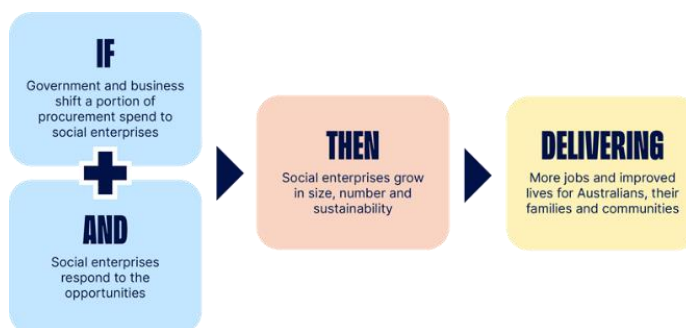 IF
Government and business
shift a portion of
procurement spend to
social enterprises
AND
Social enterprises
respond to the
opportunities
THEN
Social enterprises grow
in size, number and
sustainability
DELIVERING
More jobs and improved
lives for Australians, their
families and communities